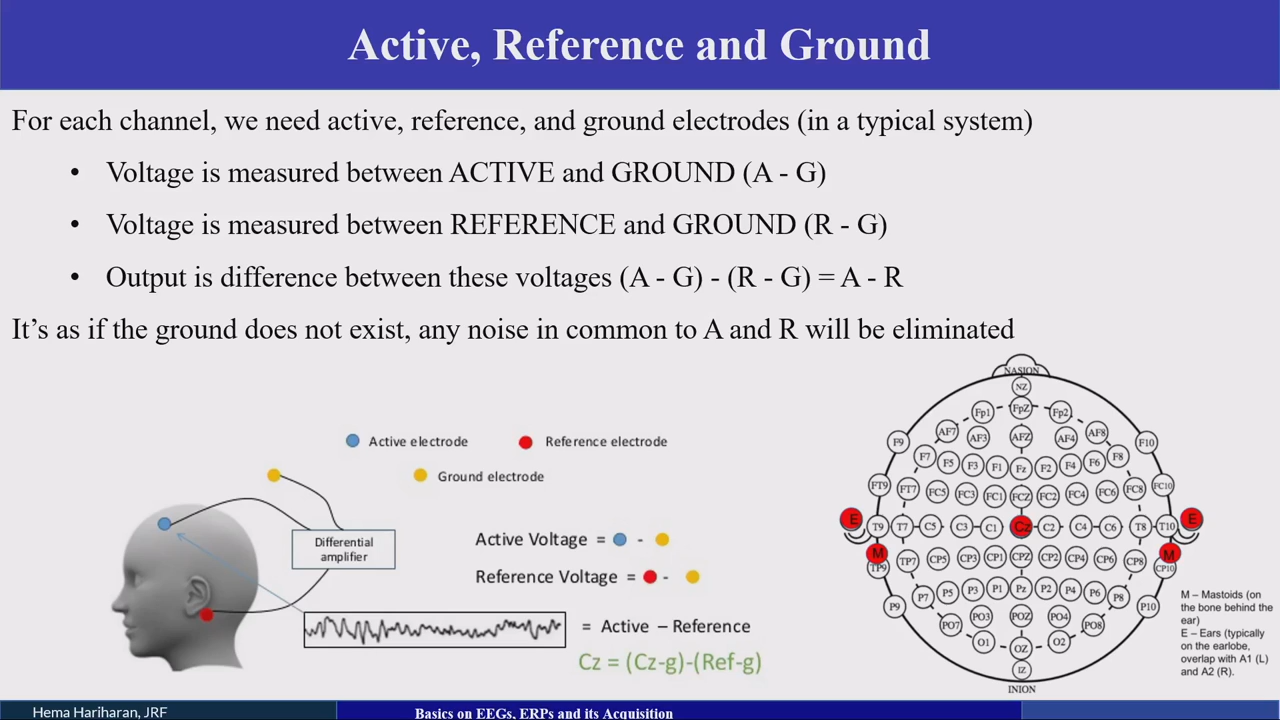 Active, Reference and Ground
For each channel, we need active, reference, and ground electrodes (in a typical system)
• Voltage is measured between ACTIVE and GROUND (A - G)
• Voltage is measured between REFERENCE and GROUND (R - G)
• Output is difference between these voltages (A - G) - (R - G) = A - R
It's as if the ground does not exist, any noise in common to A and R will be eliminated
Active electrode
Reference electrode
Ground electrode
Differential
amplifier
Active Voltage = -
Reference Voltage = -
= Active – Reference
Cz = (Cz-g)-(Ref-g)
NASION
NZ
Fp1 FpZ Fp2
AF7 AF3 AFZ AF4 AF8
F9 F7 F5 F3 F1 Fz F2 F4 F6 F8 F10
FT9 FT7 FC5 FC3 FC1 FCZ FC2 FC4 FC6 FC8 FC10
E T9 T7 C5 C3 C1 Cz C2 C4 C6 T8 T10 E
M M
TP9 TP7 CP5 CP3 CP1 CPZ CP2 CP4 CP6 CP8 CP10
P9 P7 P5 P3 P1 Pz P2 P4 P6 P8 P10
PO7 PO3 POZ PO4 PO8
O1 OZ O2
IZ
INION
M – Mastoids (on
the bone behind the
ear)
E – Ears (typically
on the earlobe,
overlap with A1 (L)
and A2 (R).
Hema Hariharan, JRF
Basics on EEGs, ERPs and its Acquisition